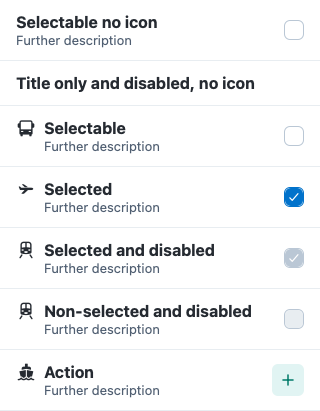 Selectable no icon
Further description
Title only and disabled, no icon
Selectable
Further description
Selected
Further description
Selected and disabled
Further description
Non-selected and disabled
Further description
Action
Further description